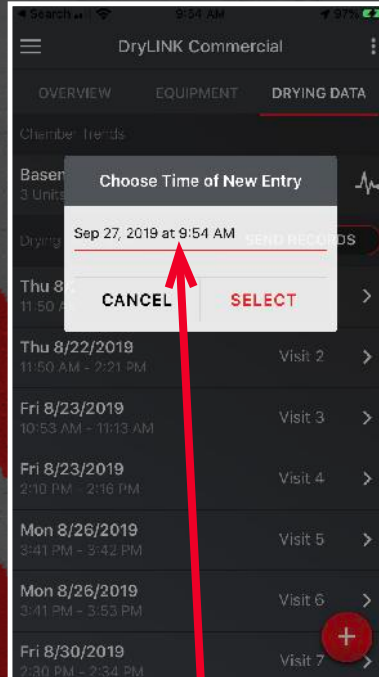 Search
9:54 AM
97%
DryLINK Commercial
OVERVIEW EQUIPMENT DRYING DATA
Chamber Trends
Basem
3 Units
Choose Time of New Entry
Sep 27, 2019 at 9:54 AM
Drying
SEND RECORDS
CANCEL SELECT
Thu 8/
11:50 A
Thu 8/22/2019
11:50 AM - 2:21 PM
Visit 2
Fri 8/23/2019
10:53 AM - 11:13 AM
Visit 3
Fri 8/23/2019
2:10 PM - 2:16 PM
Visit 4
Mon 8/26/2019
3:41 PM - 3:42 PM
Visit 5
Mon 8/26/2019
3:41 PM - 3:53 PM
Visit 6
Fri 8/30/2019
2:30 PM - 2:34 PM
Visit 7